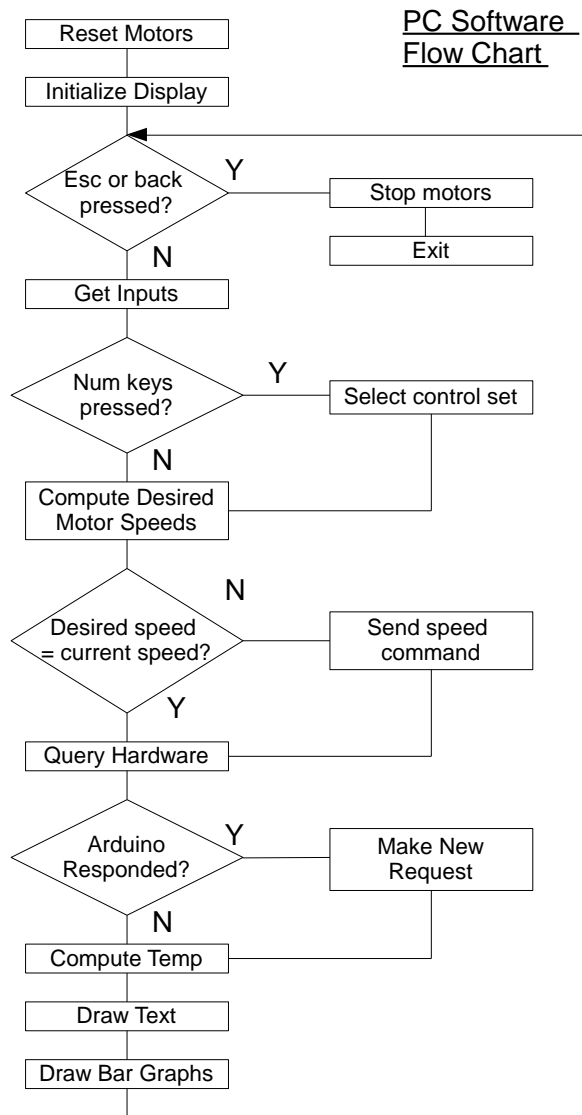 PC Software
Flow Chart
Reset Motors
Initialize Display
Esc or back
pressed?
Y
Stop motors
Exit
N
Get Inputs
Num keys
pressed?
Y
Select control set
N
Compute Desired
Motor Speeds
Desired speed
= current speed?
N
Send speed
command
Y
Query Hardware
Arduino
Responded?
Y
Make New
Request
N
Compute Temp
Draw Text
Draw Bar Graphs